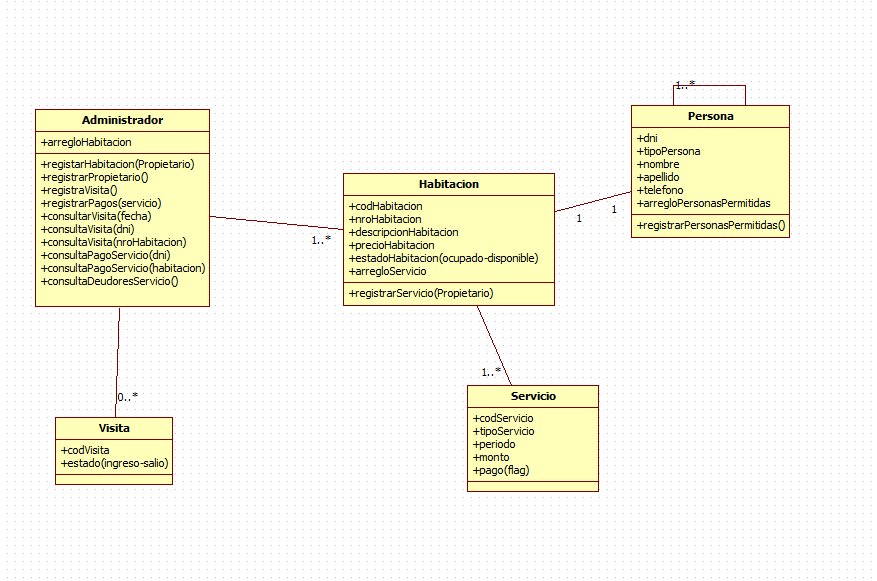 Administrador
+arregloHabitacion
+registarHabitacion(Propietario)
+registrarPropietario()
+registraVisita()
+registrarPagos(servicio)
+consultarVisita(fecha)
+consultaVisita(dni)
+consultaVisita(nroHabitacion)
+consultaPagoServicio(dni)
+consultaPagoServicio(habitacion)
+consultaDeudoresServicio()
1..*
Habitacion
+codHabitacion
+nroHabitacion
+descripcionHabitacion
+precioHabitacion
+estadoHabitacion(ocupado-disponible)
+arregloServicio
+registrarServicio(Propietario)
1
1
1..*
Persona
+dni
+tipoPersona
+nombre
+apellido
+telefono
+arregloPersonasPermitidas
+registrarPersonasPermitidas()
0..*
Visita
+codVisita
+estado(ingreso-salio)
1..*
Servicio
+codServicio
+tipoServicio
+periodo
+monto
+pago(flag)